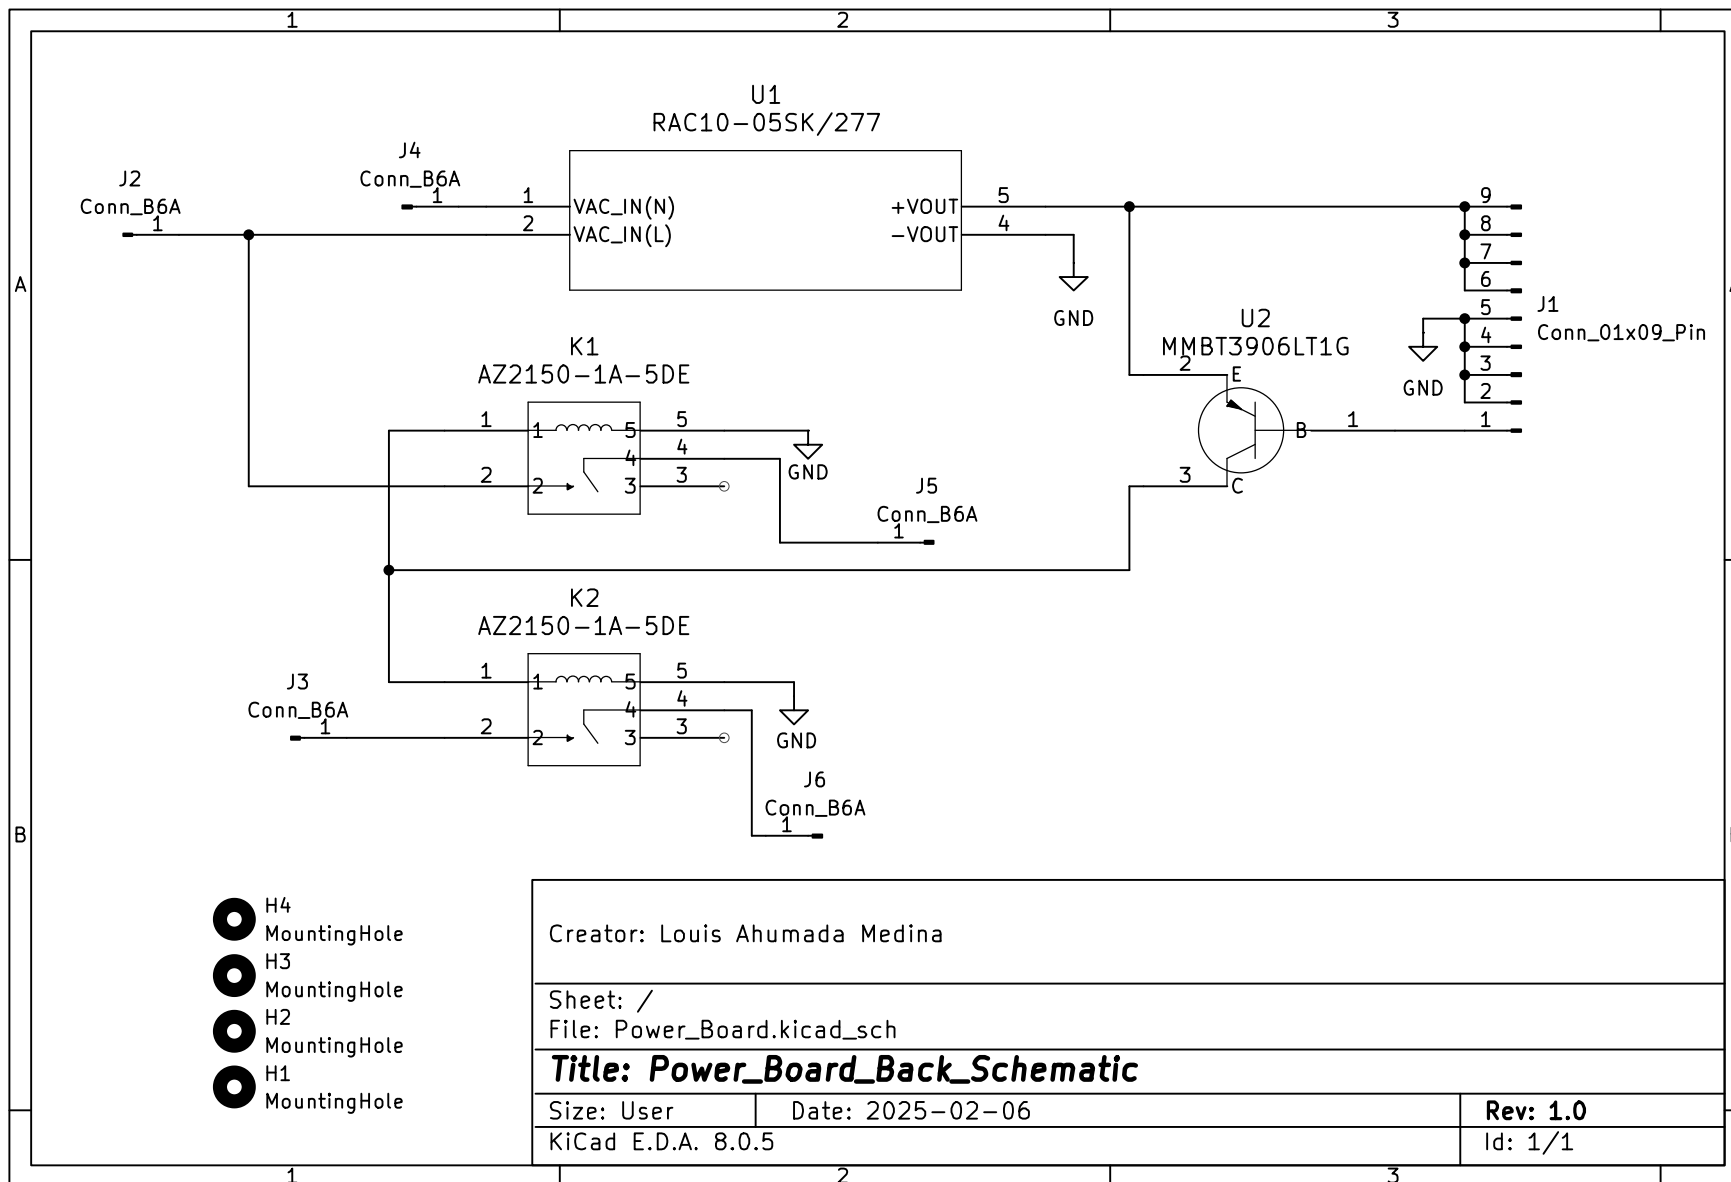 1 2 3
U1
RAC10-05SK/277
J4
Conn_B6A
J2
Conn_B6A
1
1
1 VAC_IN(N)
2 VAC_IN(L)
+VOUT 5
-VOUT 4
GND
9
8
7
6
5
4
3
2
1
J1
Conn_01x09_Pin
GND
A
U2
MMBT3906LT1G
2 E
B 1
3 C
K1
AZ2150-1A-5DE
1 1 5 5
4 4
2 2 3 3
GND
J5
Conn_B6A
1
K2
AZ2150-1A-5DE
1 1 5 5
4 4
2 2 3 3
GND
J3
Conn_B6A
1
J6
Conn_B6A
1
B
H4
MountingHole
H3
MountingHole
H2
MountingHole
H1
MountingHole
Creator: Louis Ahumada Medina
Sheet: /
File: Power_Board.kicad_sch
Title: Power_Board_Back_Schematic
Size: User Date: 2025-02-06 Rev: 1.0
KiCad E.D.A. 8.0.5 Id: 1/1
1 2 3